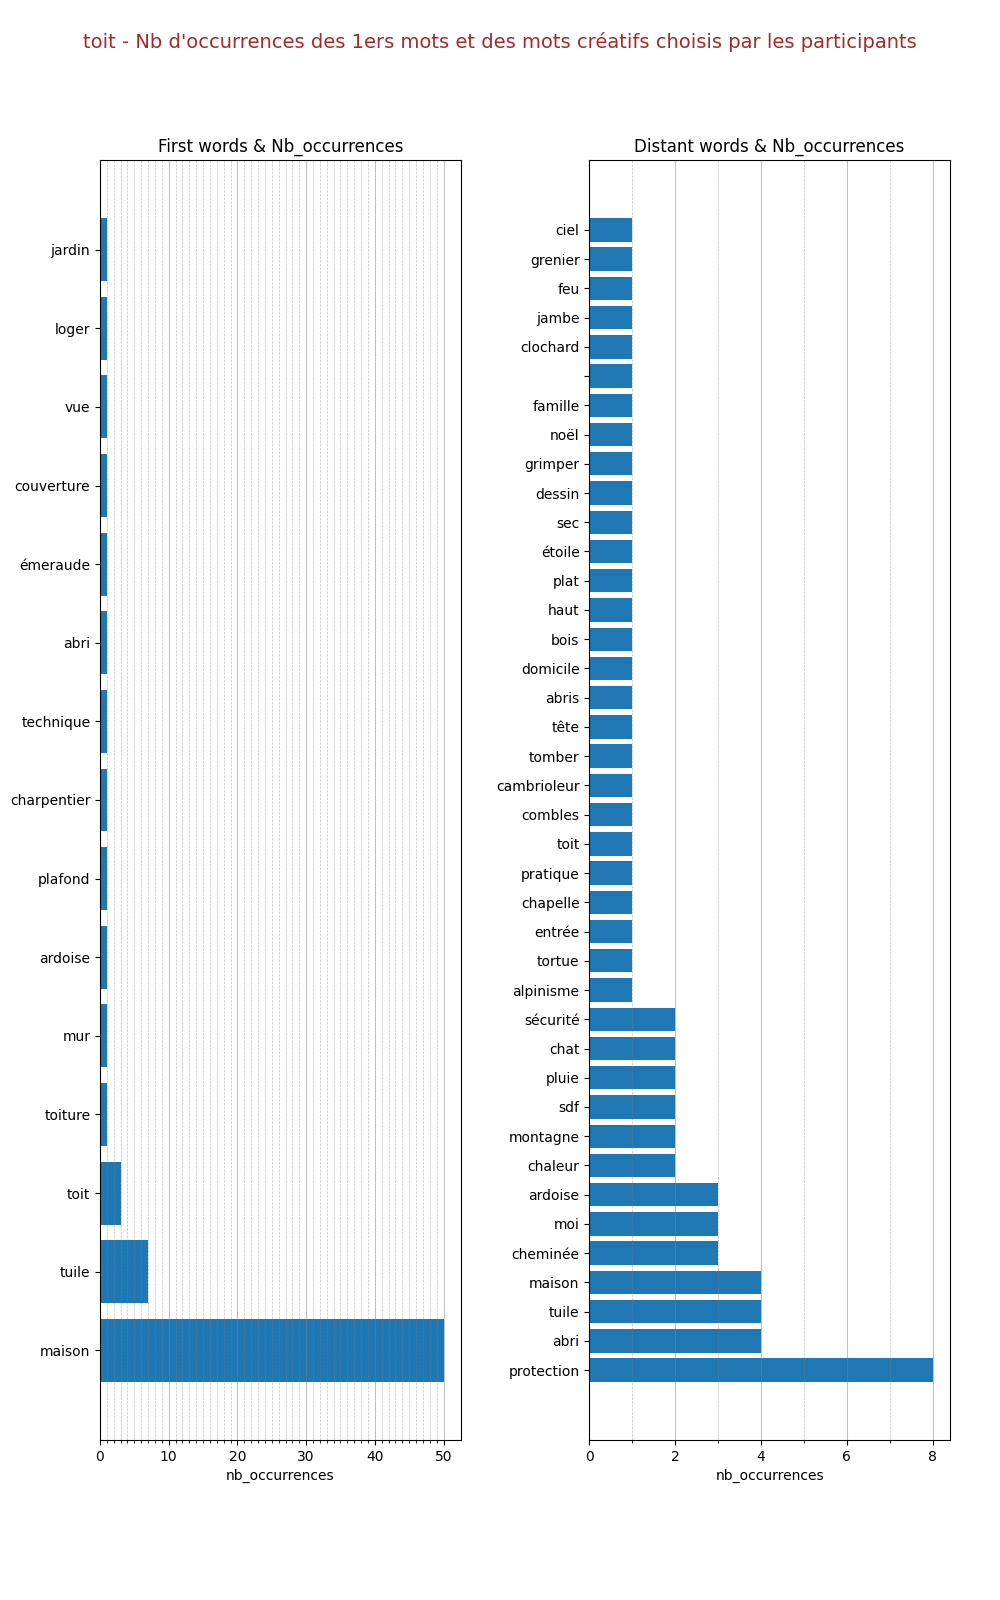 toit - Nb d'occurrences des 1ers mots et des mots créatifs choisis par les participants
First words & Nb_occurrences
jardin
loger
vue
couverture
émeraude
abri
technique
charpentier
plafond
ardoise
mur
toiture
toit
tuile
maison
0 10 20 30 40 50
nb_occurrences
Distant words & Nb_occurrences
ciel
grenier
feu
jambe
clochard
famille
noël
grimper
dessin
sec
étoile
plat
haut
bois
domicile
abris
tête
tomber
cambrioleur
combles
toit
pratique
chapelle
entrée
tortue
alpinisme
sécurité
chat
pluie
sdf
montagne
chaleur
ardoise
moi
cheminée
maison
tuile
abri
protection
0 2 4 6 8
nb_occurrences